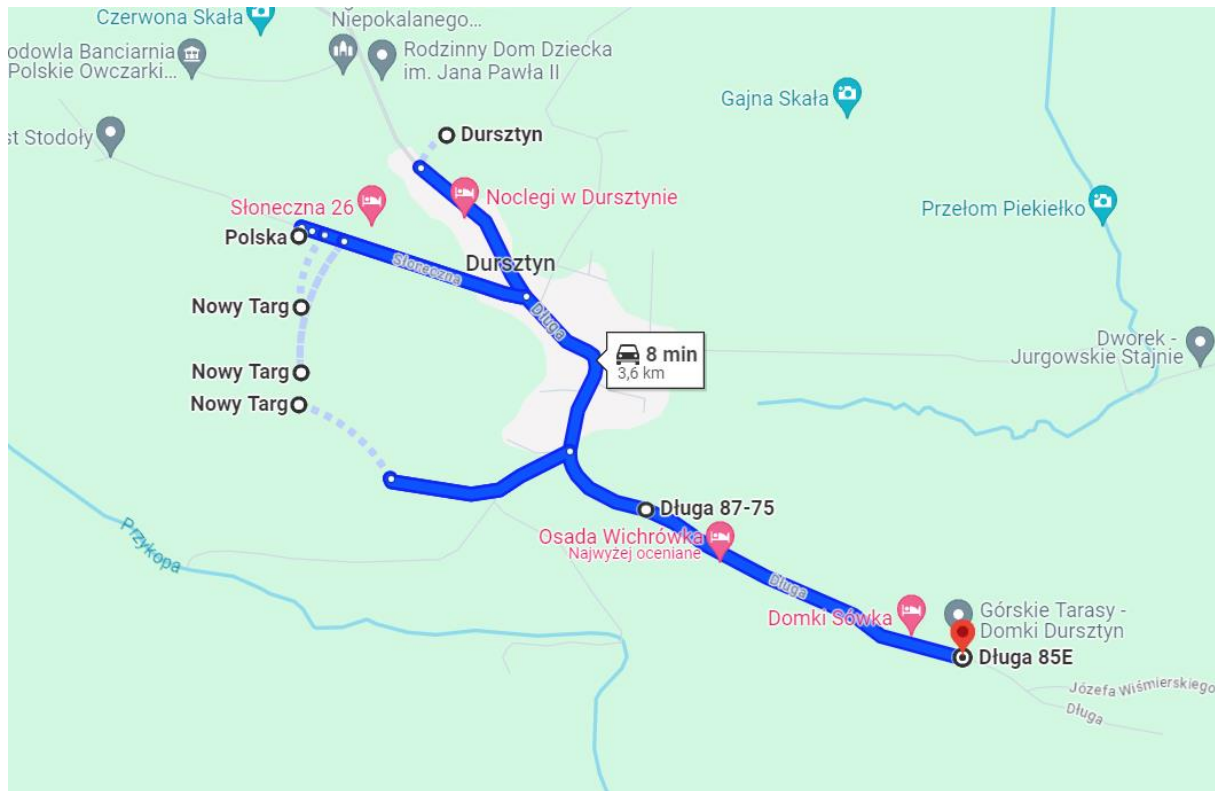 Czerwona Skała
Niepokalanego...
odowla Banciarnia
Polskie Owczarki...
Rodzinny Dom Dziecka
im. Jana Pawła II
Gajna Skała
st Stodoły
Dursztyn
Noclegi w Dursztynie
Słoneczna 26
Przełom Piekiełko
Polska
Słoneczna
Dursztyn
Nowy Targ
Długa
8 min
3,6 km
Dworek -
Jurgowskie Stajnie
Nowy Targ
Nowy Targ
Długa 87-75
Osada Wichrówka
Najwyżej oceniane
Przykopa
Długa
Domki Sówka
Górskie Tarasy -
Domki Dursztyn
Długa 85E
Józefa Wiśmierskiego
Długa